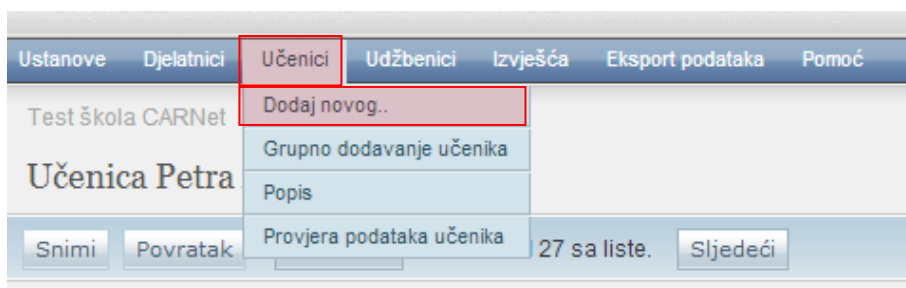 Ustanove Djelatnici Učenici Udžbenici Izvješća Eksport podataka Pomoć
Dodaj novog..
Test škola CARNet
Grupno dodavanje učenika
Učenica Petra
Popis
Provjera podataka učenika
Snimi Povratak 27 sa liste. Sljedeći